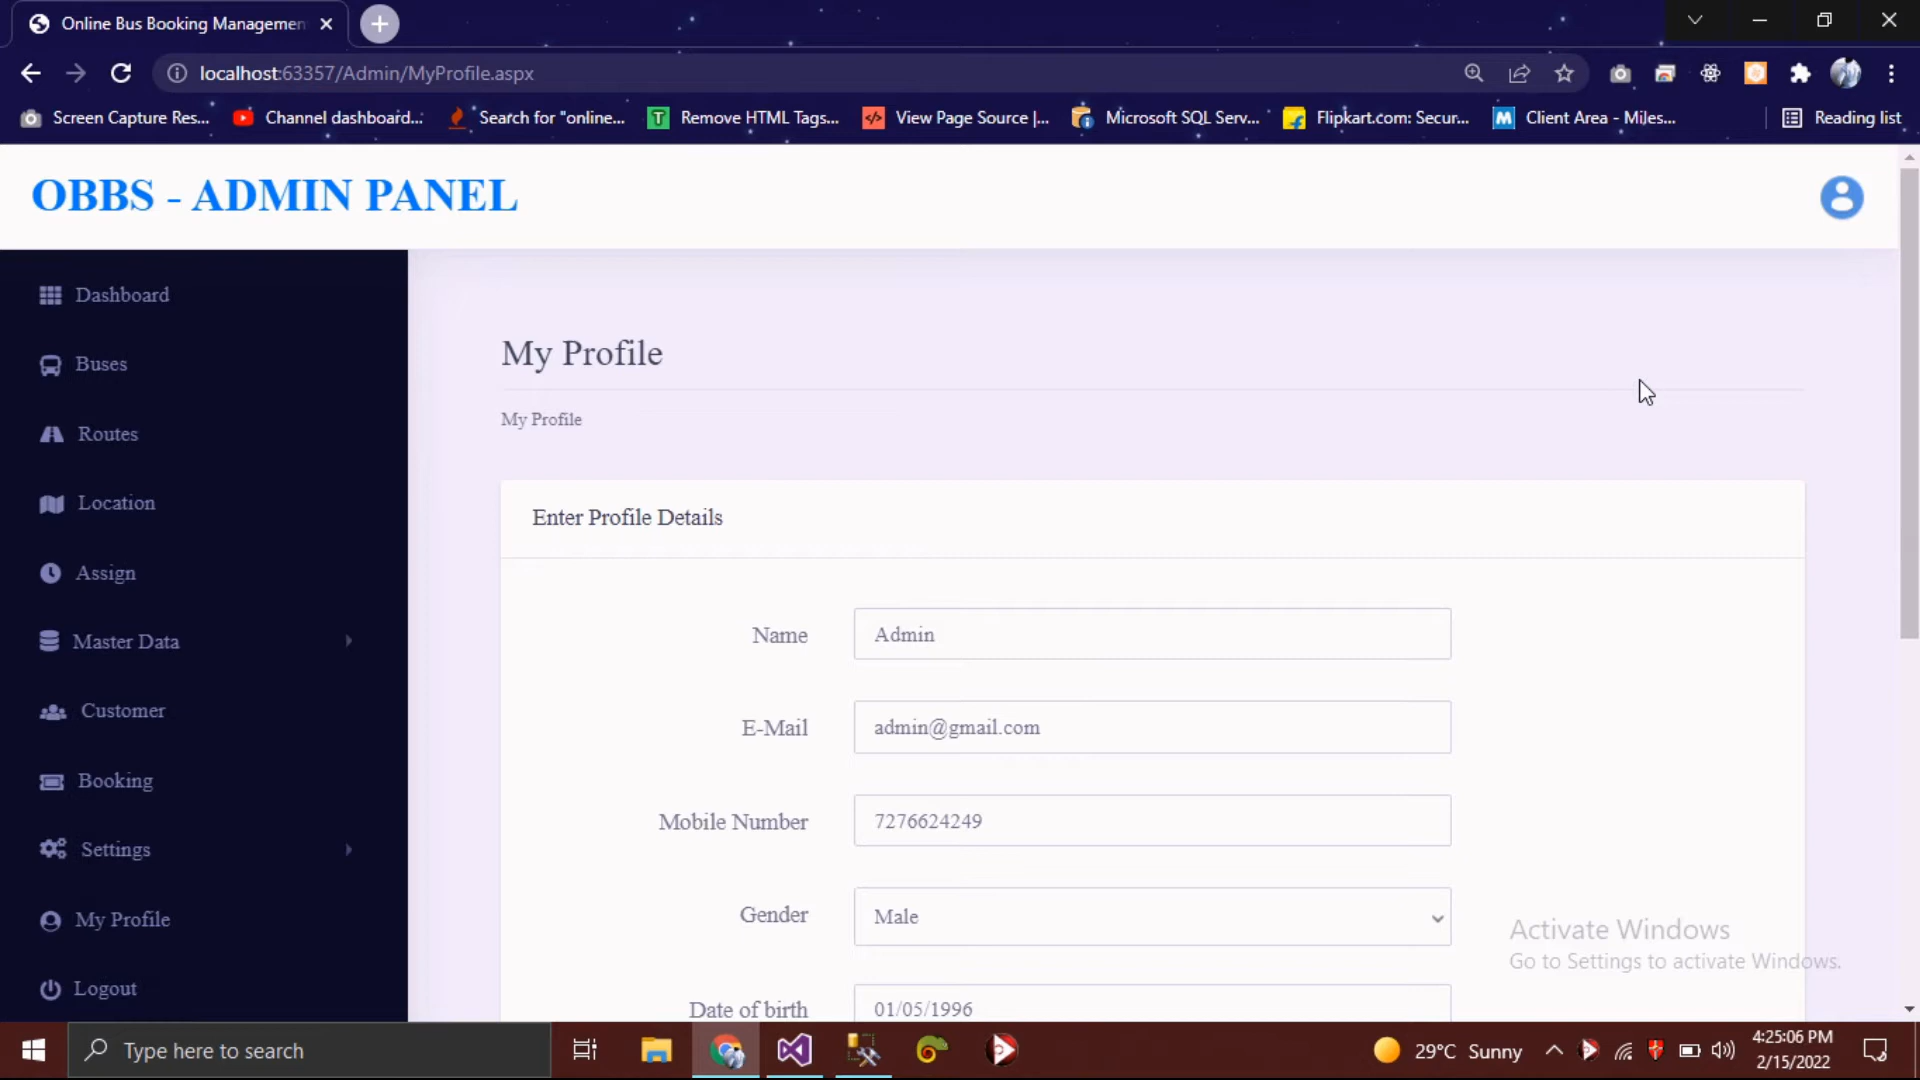 Online Bus Booking Managemen
localhost:63357/Admin/MyProfile.aspx
Screen Capture Res... Channel dashboard... Search for "online... Remove HTML Tags... View Page Source |... Microsoft SQL Serv... Flipkart.com: Secur... Client Area - Miles... Reading list
OBBS - ADMIN PANEL
Dashboard
Buses
Routes
Location
Assign
Master Data
Customer
Booking
Settings
My Profile
Logout
My Profile
My Profile
Enter Profile Details
Name Admin
E-Mail admin@gmail.com
Mobile Number 7276624249
Gender Male
Date of birth 01/05/1996
Activate Windows
Go to Settings to activate Windows.
Type here to search
29°C Sunny
4:25:06 PM
2/15/2022